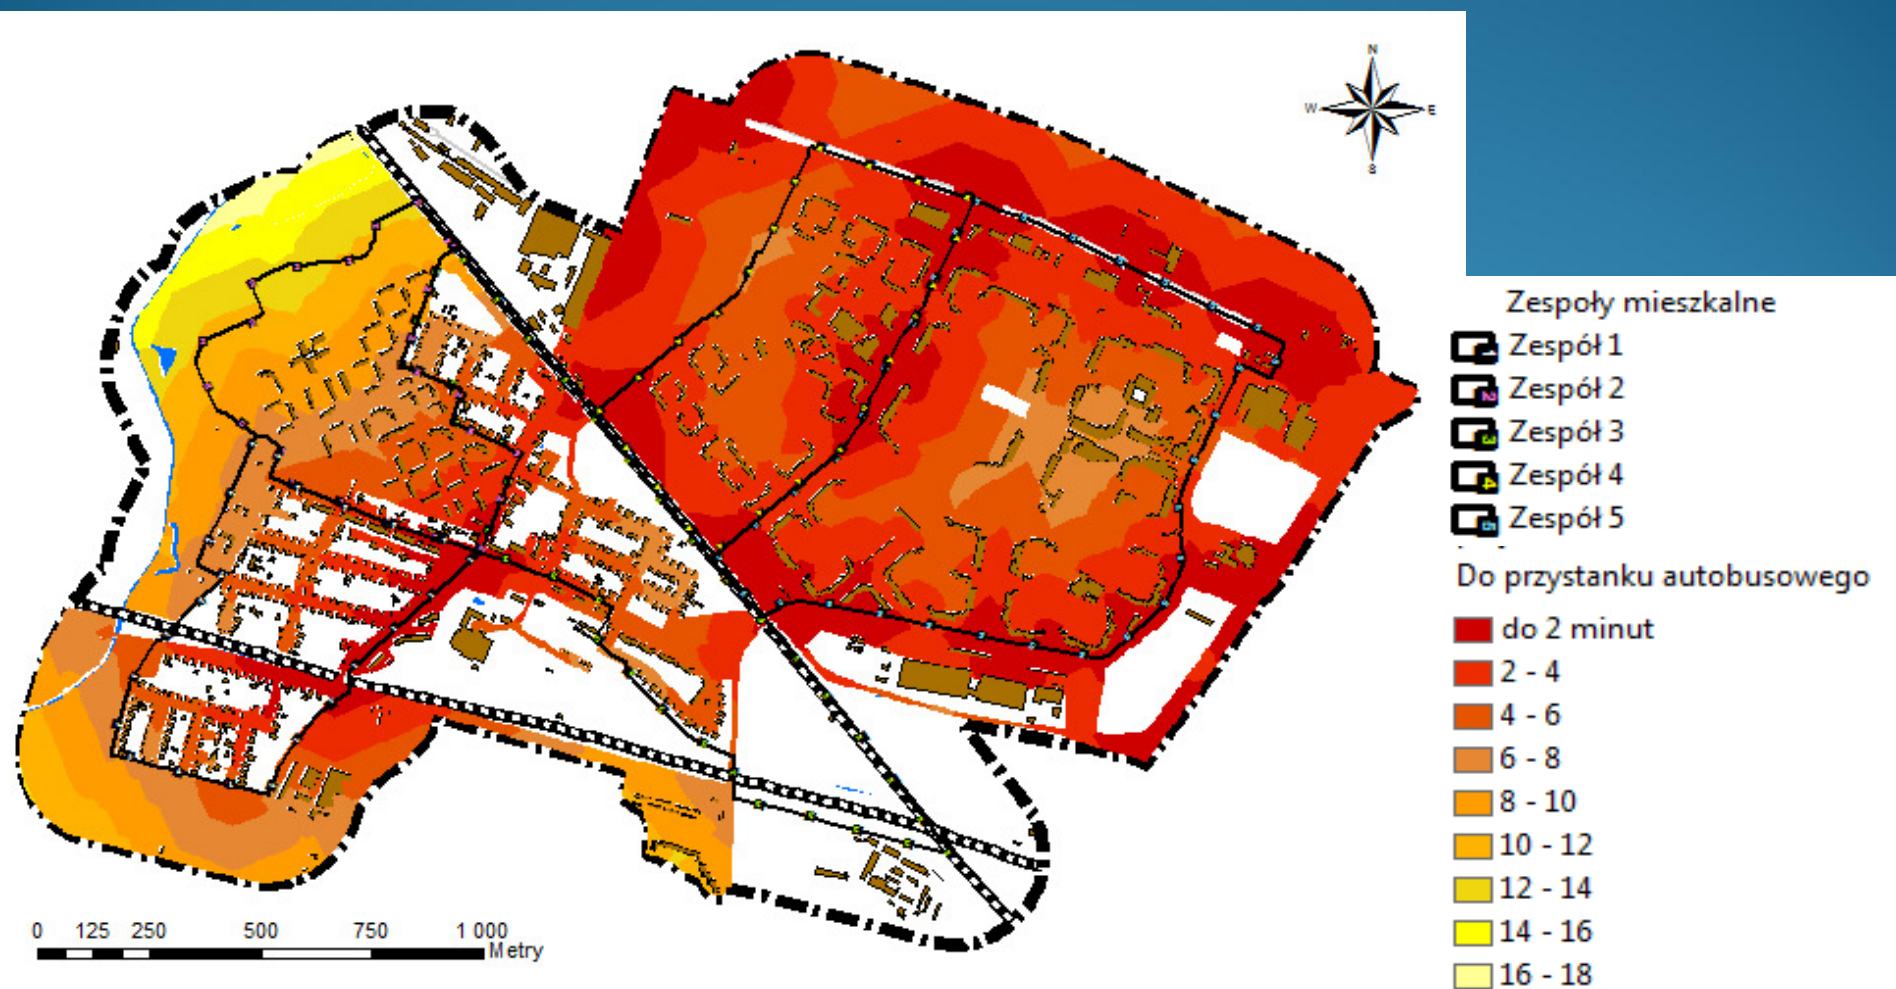 N
W
E
S
Zespoły mieszkalne
Zespół 1
Zespół 2
Zespół 3
Zespół 4
Zespół 5
Do przystanku autobusowego
do 2 minut
2 - 4
4 - 6
6 - 8
8 - 10
10 - 12
12 - 14
14 - 16
16 - 18
0 125 250 500 750 1 000
Metry